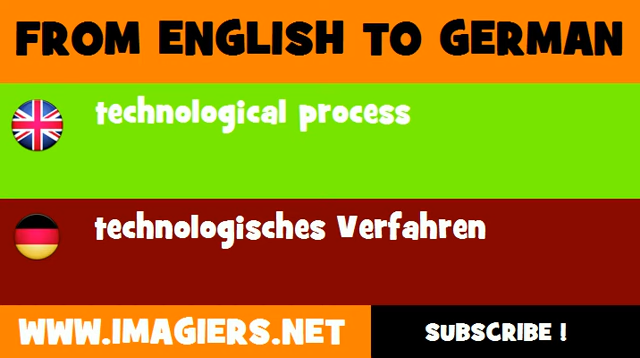 FROM ENGLISH TO GERMAN
technological process
technologisches Verfahren
WWW.IMAGIERS.NET
SUBSCRIBE !